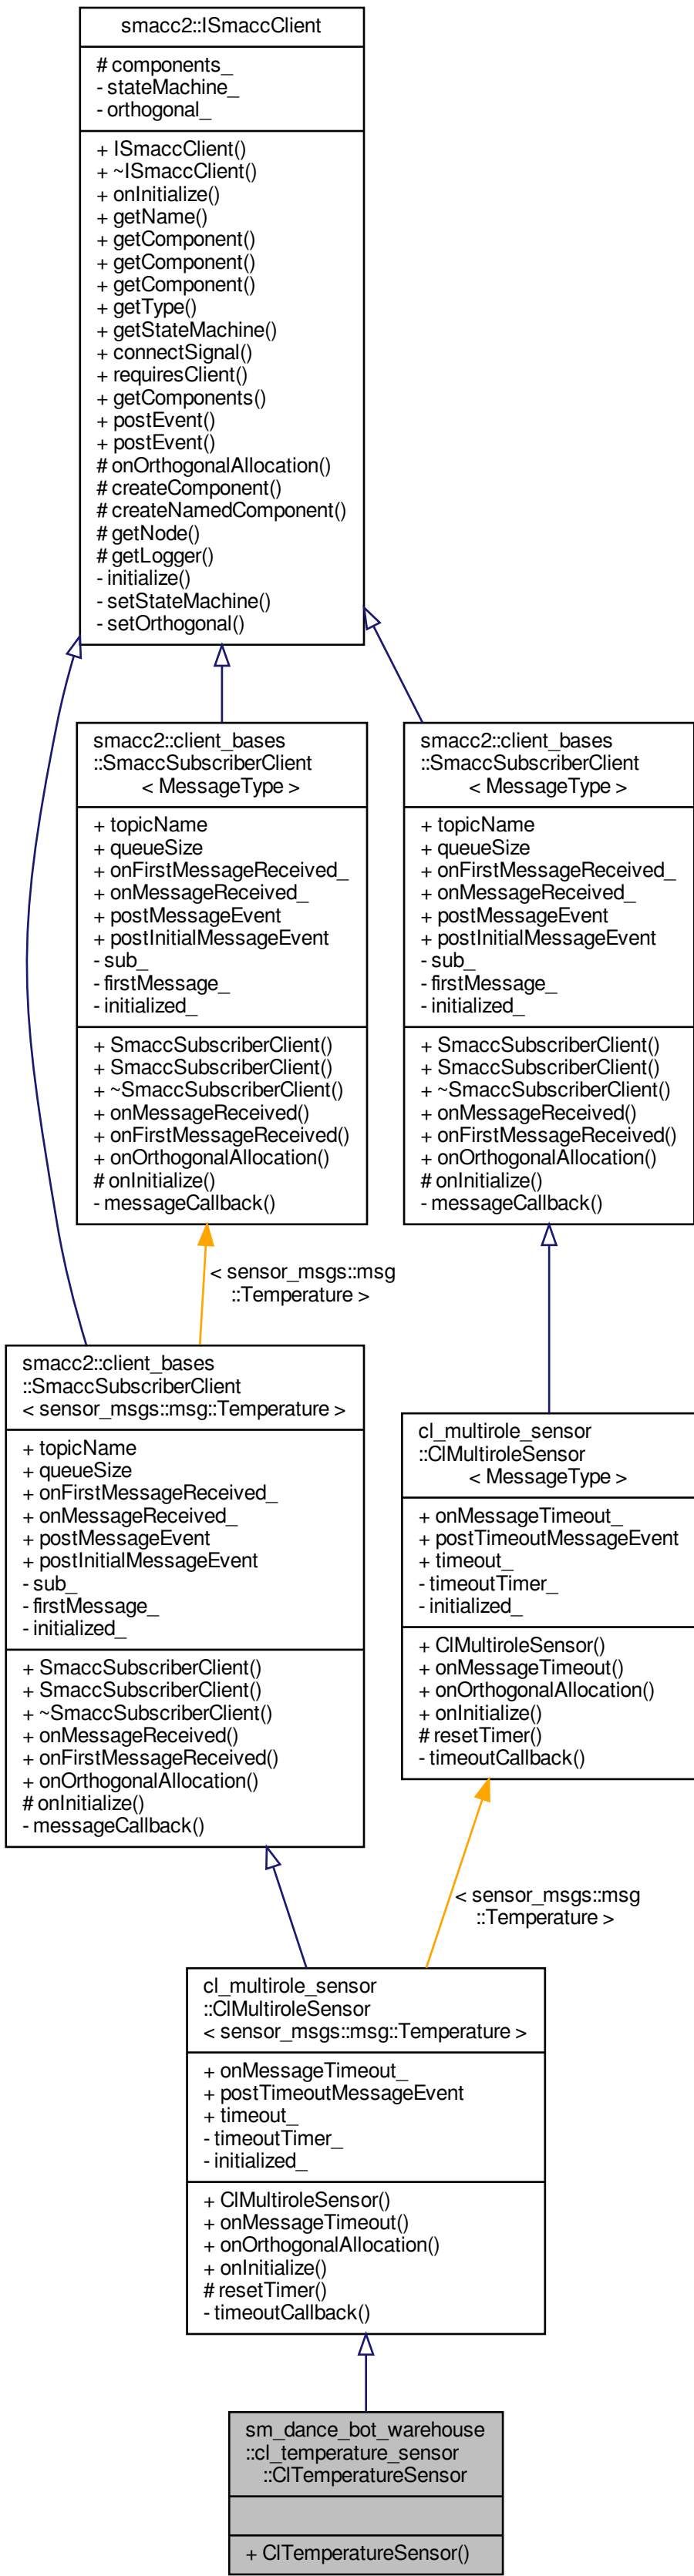 smacc2::ISmaccClient
# components_
- stateMachine_
- orthogonal_
+ ISmaccClient()
+ ~ISmaccClient()
+ onInitialize()
+ getName()
+ getComponent()
+ getComponent()
+ getComponent()
+ getType()
+ getStateMachine()
+ connectSignal()
+ requiresClient()
+ getComponents()
+ postEvent()
+ postEvent()
# onOrthogonalAllocation()
# createComponent()
# createNamedComponent()
# getNode()
# getLogger()
- initialize()
- setStateMachine()
- setOrthogonal()
smacc2::client_bases
::SmaccSubscriberClient
< MessageType >
+ topicName
+ queueSize
+ onFirstMessageReceived_
+ onMessageReceived_
+ postMessageEvent
+ postInitialMessageEvent
- sub_
- firstMessage_
- initialized_
+ SmaccSubscriberClient()
+ SmaccSubscriberClient()
+ ~SmaccSubscriberClient()
+ onMessageReceived()
+ onFirstMessageReceived()
+ onOrthogonalAllocation()
# onInitialize()
- messageCallback()
smacc2::client_bases
::SmaccSubscriberClient
< MessageType >
+ topicName
+ queueSize
+ onFirstMessageReceived_
+ onMessageReceived_
+ postMessageEvent
+ postInitialMessageEvent
- sub_
- firstMessage_
- initialized_
+ SmaccSubscriberClient()
+ SmaccSubscriberClient()
+ ~SmaccSubscriberClient()
+ onMessageReceived()
+ onFirstMessageReceived()
+ onOrthogonalAllocation()
# onInitialize()
- messageCallback()
< sensor_msgs::msg
::Temperature >
smacc2::client_bases
::SmaccSubscriberClient
< sensor_msgs::msg::Temperature >
+ topicName
+ queueSize
+ onFirstMessageReceived_
+ onMessageReceived_
+ postMessageEvent
+ postInitialMessageEvent
- sub_
- firstMessage_
- initialized_
+ SmaccSubscriberClient()
+ SmaccSubscriberClient()
+ ~SmaccSubscriberClient()
+ onMessageReceived()
+ onFirstMessageReceived()
+ onOrthogonalAllocation()
# onInitialize()
- messageCallback()
cl_multirole_sensor
::ClMultiroleSensor
< MessageType >
+ onMessageTimeout_
+ postTimeoutMessageEvent
+ timeout_
- timeoutTimer_
- initialized_
+ ClMultiroleSensor()
+ onMessageTimeout()
+ onOrthogonalAllocation()
+ onInitialize()
# resetTimer()
- timeoutCallback()
< sensor_msgs::msg
::Temperature >
cl_multirole_sensor
::ClMultiroleSensor
< sensor_msgs::msg::Temperature >
+ onMessageTimeout_
+ postTimeoutMessageEvent
+ timeout_
- timeoutTimer_
- initialized_
+ ClMultiroleSensor()
+ onMessageTimeout()
+ onOrthogonalAllocation()
+ onInitialize()
# resetTimer()
- timeoutCallback()
sm_dance_bot_warehouse
::cl_temperature_sensor
::ClTemperatureSensor
+ ClTemperatureSensor()